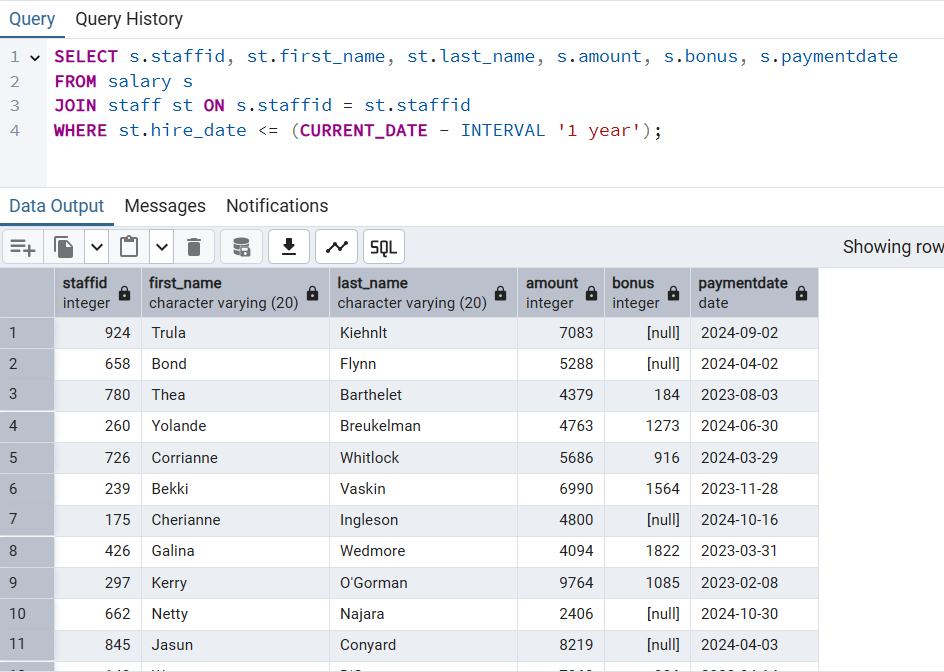 Query Query History
1 SELECT s.staffid, st.first_name, st.last_name, s.amount, s.bonus, s.paymentdate
2 FROM salary s
3 JOIN staff st ON s.staffid = st.staffid
4 WHERE st.hire_date <= (CURRENT_DATE - INTERVAL '1 year');
Data Output Messages Notifications
SQL Showing row
staffid first_name last_name amount bonus paymentdate
integer character varying (20) character varying (20) integer integer date
1 924 Trula Kiehnlt 7083 [null] 2024-09-02
2 658 Bond Flynn 5288 [null] 2024-04-02
3 780 Thea Barthelet 4379 184 2023-08-03
4 260 Yolande Breukelman 4763 1273 2024-06-30
5 726 Corrianne Whitlock 5686 916 2024-03-29
6 239 Bekki Vaskin 6990 1564 2023-11-28
7 175 Cherianne Ingleson 4800 [null] 2024-10-16
8 426 Galina Wedmore 4094 1822 2023-03-31
9 297 Kerry O'Gorman 9764 1085 2023-02-08
10 662 Netty Najara 2406 [null] 2024-10-30
11 845 Jasun Conyard 8219 [null] 2024-04-03